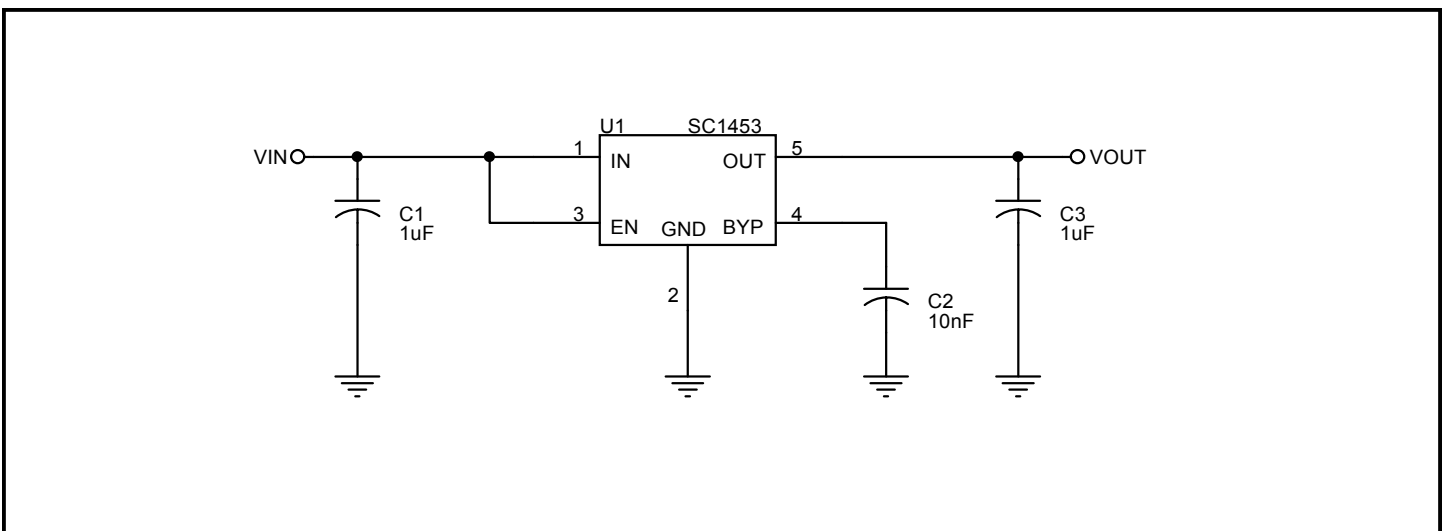 U1 SC1453
VIN 1 IN OUT 5 VOUT
C1
1uF
3 EN GND BYP 4
C3
1uF
2
C2
10nF